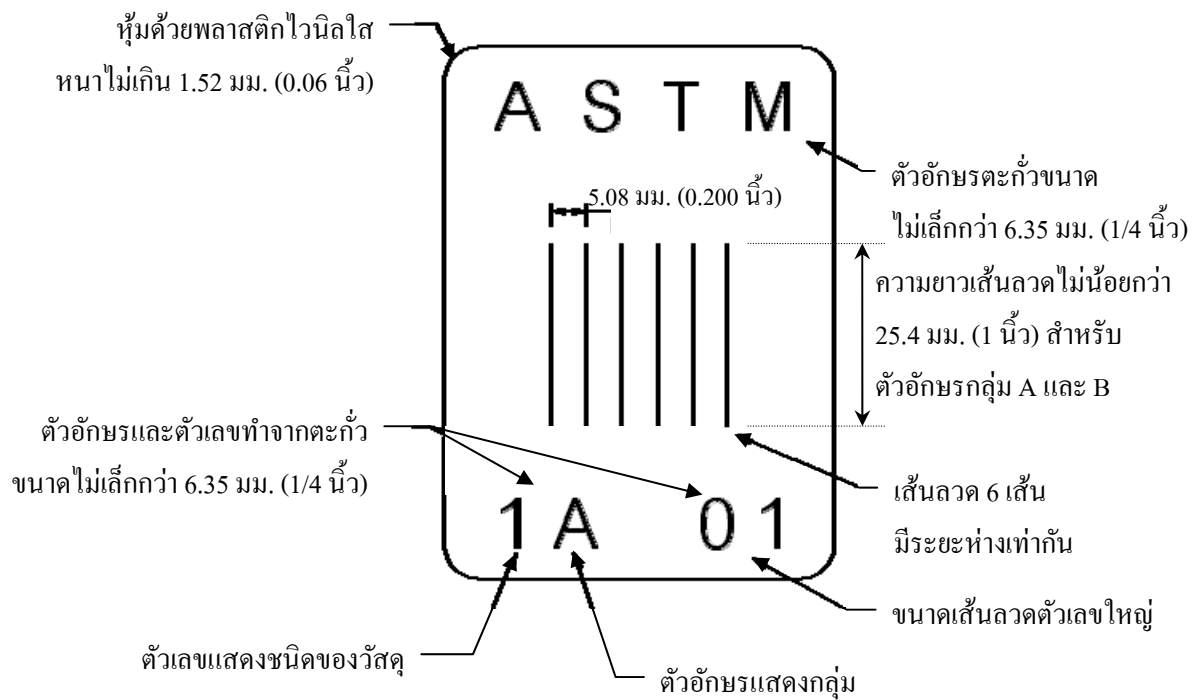 หุ้มด้วยพลาสติกไวนิลใส
หนาไม่เกิน 1.52 มม. (0.06 นิ้ว)
A S T M
ตัวอักษรตะกั่วขนาด
ไม่เล็กกว่า 6.35 มม. (1/4 นิ้ว)
5.08 มม. (0.200 นิ้ว)
ความยาวเส้นลวดไม่น้อยกว่า
25.4 มม. (1 นิ้ว) สำหรับ
ตัวอักษรกลุ่ม A และ B
ตัวอักษรและตัวเลขทำจากตะกั่ว
ขนาดไม่เล็กกว่า 6.35 มม. (1/4 นิ้ว)
เส้นลวด 6 เส้น
มีระยะห่างเท่ากัน
1 A 01
ขนาดเส้นลวดตัวเลขใหญ่
ตัวเลขแสดงชนิดของวัสดุ
ตัวอักษรแสดงกลุ่ม